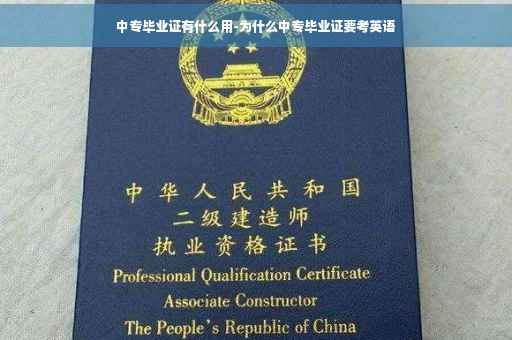 中专毕业证有什么用-为什么中专毕业证要考英语
中华人民共和国
二级建造师
执业资格证书
Professional Qualification Certificate
Associate Constructor
The People's Republic of China